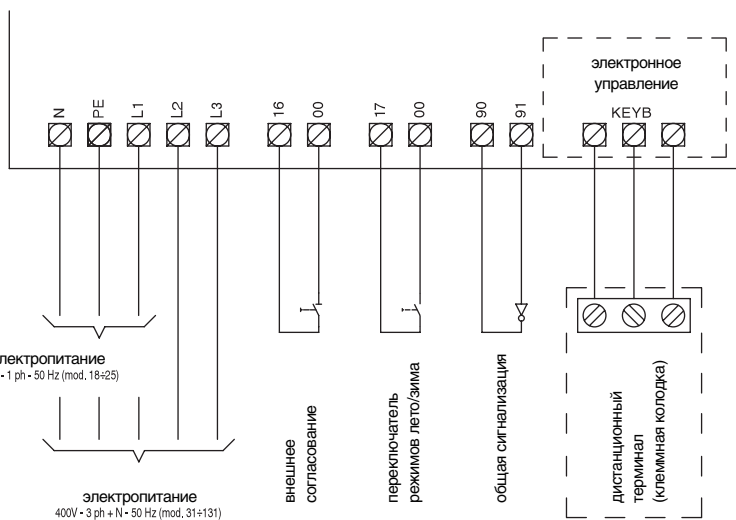 электронное
управление
KEYB
N PE L1 L2 L3 16 00 17 00 90 91
лектропитание
- 1 ph - 50 Hz (mod. 18÷25)
электропитание
400V - 3 ph + N - 50 Hz (mod. 31÷131)
внешнее
согласование
переключатель
режимов лето/зима
общая сигнализация
дистанционный
терминал
(клеммная колодка)